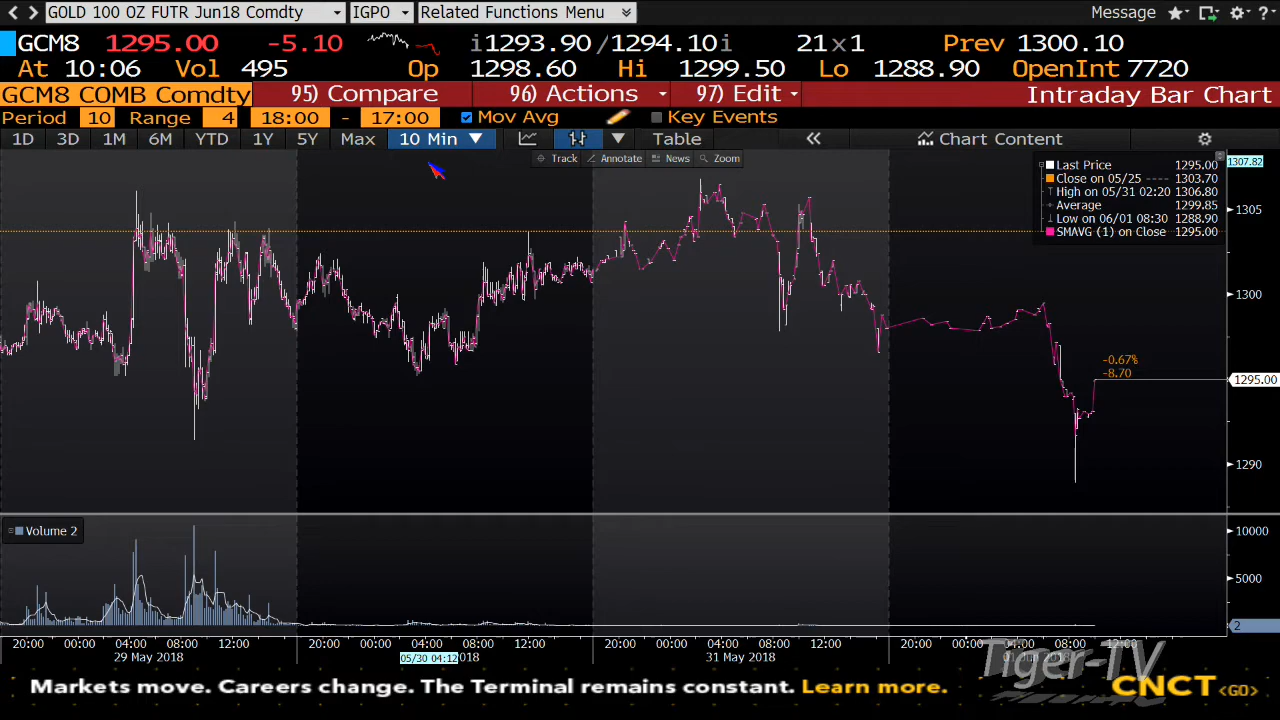 GOLD 100 OZ FUTR Jun18 Comdty IGPO Related Functions Menu Message
GCM8 1295.00 -5.10 i1293.90/1294.10i 21x1 Prev 1300.10
At 10:06 Vol 495 Op 1298.60 Hi 1299.50 Lo 1288.90 OpenInt 7720
GCM8 COMB Comdty 95) Compare 96) Actions 97) Edit Intraday Bar Chart
Period 10 Range 4 18:00 - 17:00 Mov Avg Key Events
1D 3D 1M 6M YTD 1Y 5Y Max 10 Min Table « Chart Content
Track Annotate News Zoom
1307.82
Last Price 1295.00
Close on 05/25 ---- 1303.70
High on 05/31 02:20 1306.80
Average 1299.85
Low on 06/01 08:30 1288.90
SMAVG (1) on Close 1295.00
1305
1300
-0.67%
-8.70
1295.00
1290
Volume 2
10000
5000
2
20:00 00:00 04:00 08:00 12:00 20:00 00:00 04:00 08:00 12:00 20:00 00:00 04:00 08:00 12:00 20:00 00:00 04:00 08:00 12:00
29 May 2018 05/30 04:12 018 31 May 2018
Tiger-TV
Markets move. Careers change. The Terminal remains constant. Learn more. CNCT <GO>